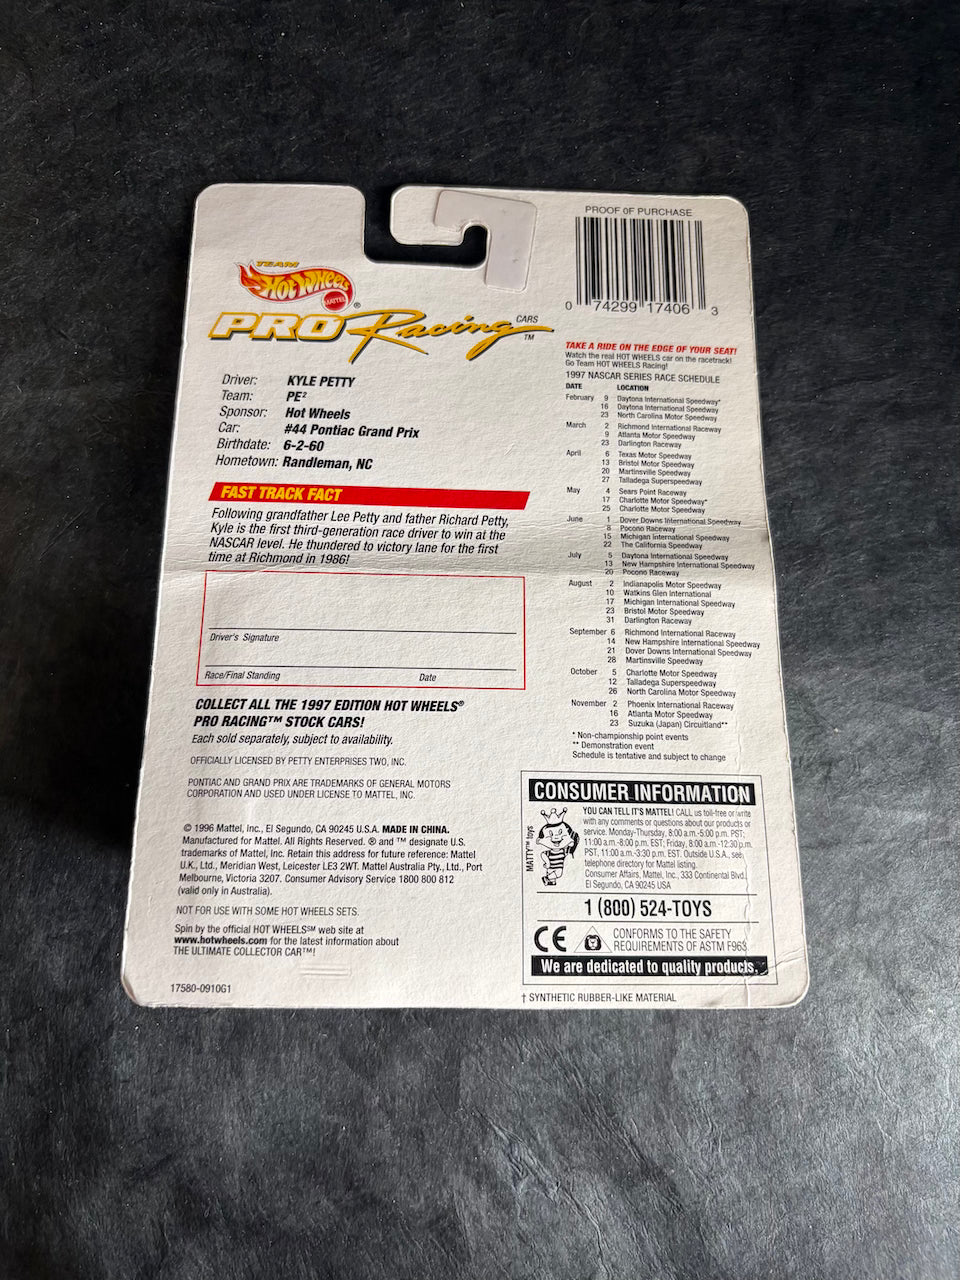 TEAM
Hot Wheels
MATTEL
®
PRO Racing CARS
TM
Driver: KYLE PETTY
Team: PE²
Sponsor: Hot Wheels
Car: #44 Pontiac Grand Prix
Birthdate: 6-2-60
Hometown: Randleman, NC
FAST TRACK FACT
Following grandfather Lee Petty and father Richard Petty,
Kyle is the first third-generation race driver to win at the
NASCAR level. He thundered to victory lane for the first
time at Richmond in 1986!
Driver's Signature
Race/Final Standing Date
COLLECT ALL THE 1997 EDITION HOT WHEELS®
PRO RACING™ STOCK CARS!
Each sold separately, subject to availability.
OFFICIALLY LICENSED BY PETTY ENTERPRISES TWO, INC.
PONTIAC AND GRAND PRIX ARE TRADEMARKS OF GENERAL MOTORS
CORPORATION AND USED UNDER LICENSE TO MATTEL, INC.
© 1996 Mattel, Inc., El Segundo, CA 90245 U.S.A. MADE IN CHINA.
Manufactured for Mattel. All Rights Reserved. ® and ™ designate U.S.
trademarks of Mattel, Inc. Retain this address for future reference: Mattel
U.K., Ltd., Meridian West, Leicester LE3 2WT. Mattel Australia Pty., Ltd., Port
Melbourne, Victoria 3207. Consumer Advisory Service 1800 800 812
(valid only in Australia).
NOT FOR USE WITH SOME HOT WHEELS SETS.
Spin by the official HOT WHEELS℠ web site at
www.hotwheels.com for the latest information about
THE ULTIMATE COLLECTOR CAR™!
17580-0910G1
PROOF OF PURCHASE
0 74299 17406 3
TAKE A RIDE ON THE EDGE OF YOUR SEAT!
Watch the real HOT WHEELS car on the racetrack!
Go Team HOT WHEELS Racing!
1997 NASCAR SERIES RACE SCHEDULE
DATE LOCATION
February 9 Daytona International Speedway*
16 Daytona International Speedway
23 North Carolina Motor Speedway
March 2 Richmond International Raceway
9 Atlanta Motor Speedway
23 Darlington Raceway
April 6 Texas Motor Speedway
13 Bristol Motor Speedway
20 Martinsville Speedway
27 Talladega Superspeedway
May 4 Sears Point Raceway
17 Charlotte Motor Speedway*
25 Charlotte Motor Speedway
June 1 Dover Downs International Speedway
8 Pocono Raceway
15 Michigan International Speedway
22 The California Speedway
July 5 Daytona International Speedway
13 New Hampshire International Speedway
20 Pocono Raceway
August 2 Indianapolis Motor Speedway
10 Watkins Glen International
17 Michigan International Speedway
23 Bristol Motor Speedway
31 Darlington Raceway
September 6 Richmond International Raceway
14 New Hampshire International Speedway
21 Dover Downs International Speedway
28 Martinsville Speedway
October 5 Charlotte Motor Speedway
12 Talladega Superspeedway
26 North Carolina Motor Speedway
November 2 Phoenix International Raceway
16 Atlanta Motor Speedway
23 Suzuka (Japan) Circuitland**
* Non-championship point events
** Demonstration event
Schedule is tentative and subject to change
CONSUMER INFORMATION
MATTY™ toys
YOU CAN TELL IT'S MATTEL! CALL us toll-free or write
with any comments or questions about our products or
service. Monday-Thursday, 8:00 a.m.-5:00 p.m. PST;
11:00 a.m.-8:00 p.m. EST; Friday, 8:00 a.m.-12:30 p.m.
PST, 11:00 a.m.-3:30 p.m. EST. Outside U.S.A., see
telephone directory for Mattel listing.
Consumer Affairs, Mattel, Inc., 333 Continental Blvd.,
El Segundo, CA 90245 USA
1 (800) 524-TOYS
CE CONFORMS TO THE SAFETY
REQUIREMENTS OF ASTM F963
We are dedicated to quality products.
† SYNTHETIC RUBBER-LIKE MATERIAL